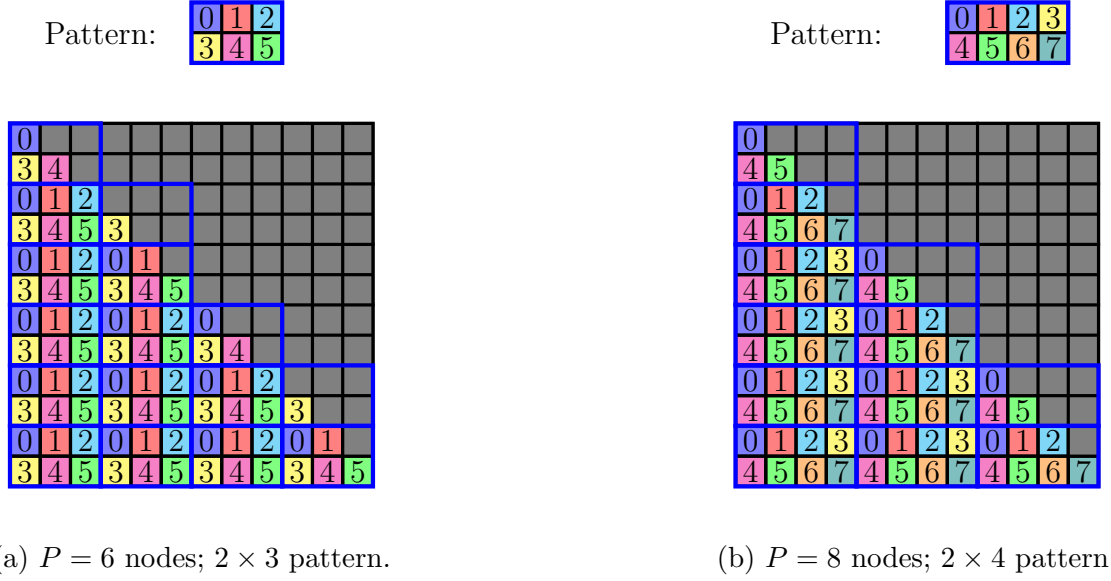 Pattern:
0 1 2
3 4 5
0
3 4
0 1 2
3 4 5 3
0 1 2 0 1
3 4 5 3 4 5
0 1 2 0 1 2 0
3 4 5 3 4 5 3 4
0 1 2 0 1 2 0 1 2
3 4 5 3 4 5 3 4 5 3
0 1 2 0 1 2 0 1 2 0 1
3 4 5 3 4 5 3 4 5 3 4 5
a) P = 6 nodes; 2 × 3 pattern.
Pattern:
0 1 2 3
4 5 6 7
0
4 5
0 1 2
4 5 6 7
0 1 2 3 0
4 5 6 7 4 5
0 1 2 3 0 1 2
4 5 6 7 4 5 6 7
0 1 2 3 0 1 2 3 0
4 5 6 7 4 5 6 7 4 5
0 1 2 3 0 1 2 3 0 1 2
4 5 6 7 4 5 6 7 4 5 6 7
(b) P = 8 nodes; 2 × 4 pattern